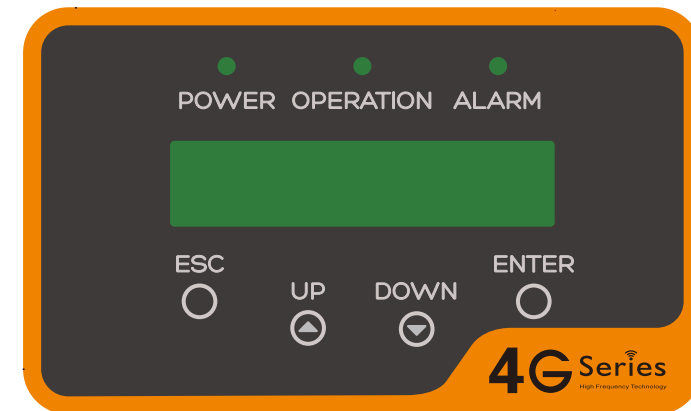 POWER OPERATION ALARM
ESC ENTER
UP DOWN
4G Series
High Frequency Technology